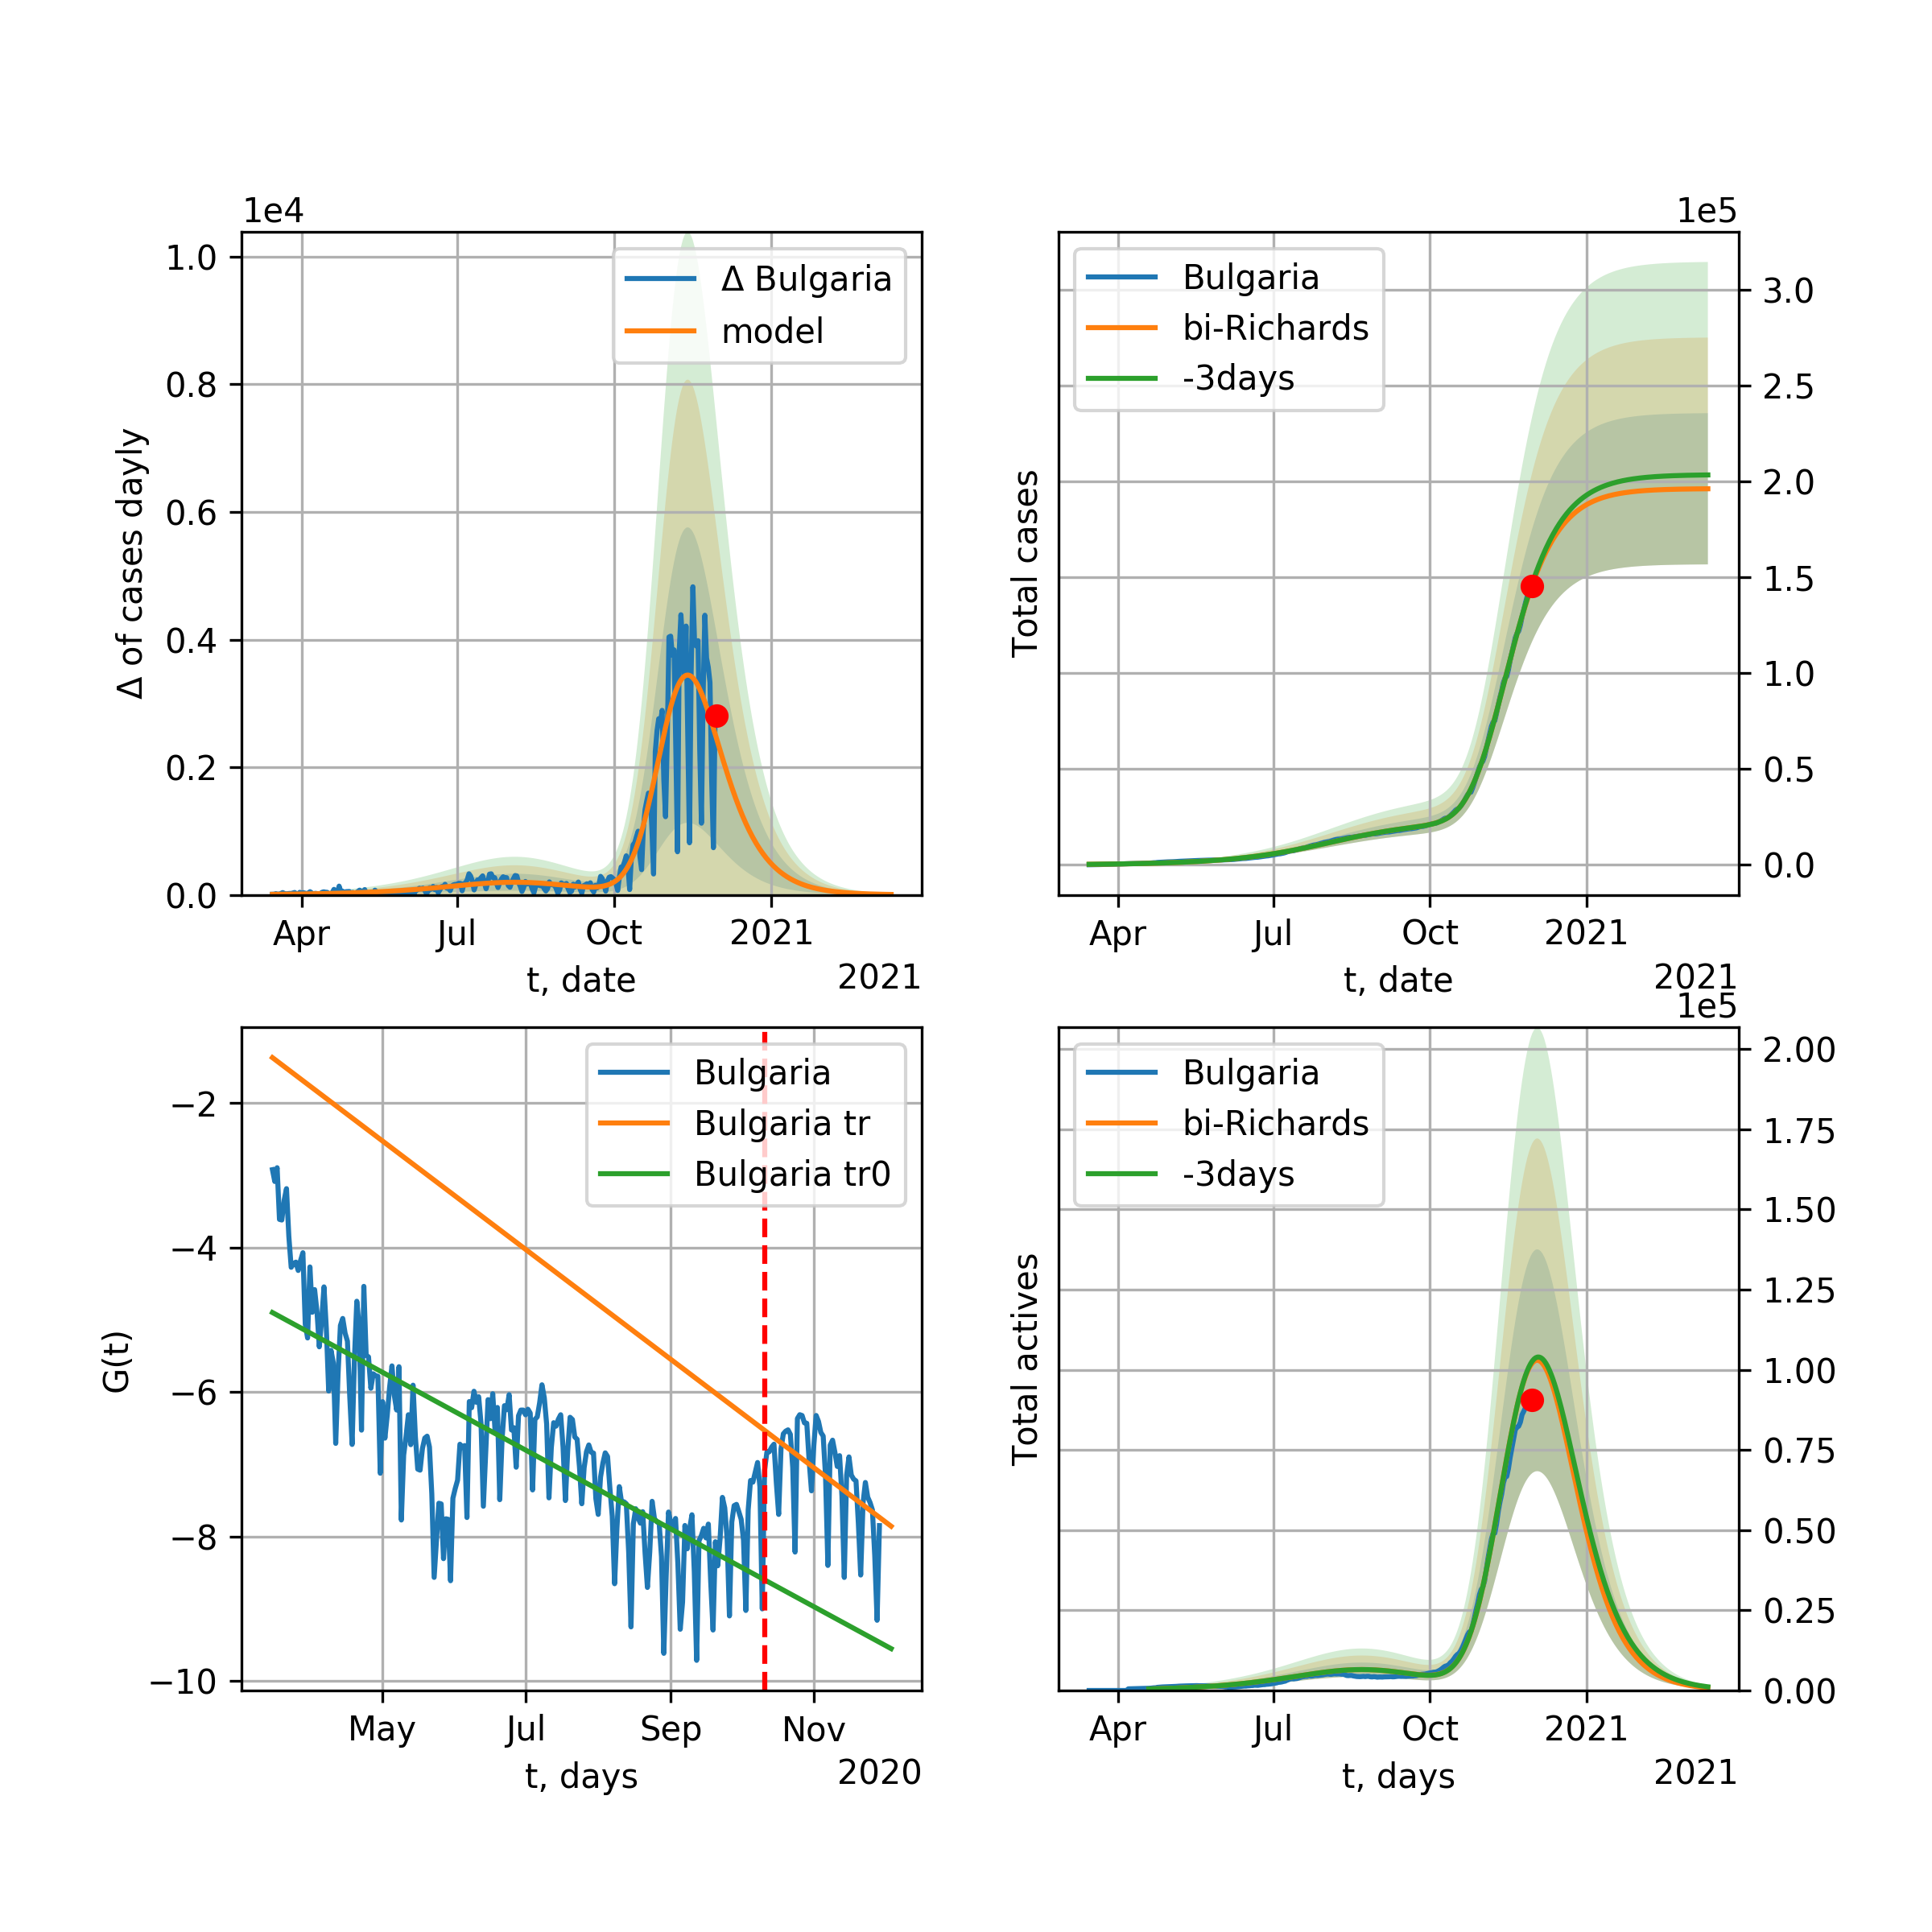 1e4
1.0
0.8
0.6
0.4
0.2
0.0
Δ of cases dayly
Δ Bulgaria
model
Apr Jul Oct 2021
t, date
2021
1e5
3.0
2.5
2.0
1.5
1.0
0.5
0.0
Total cases
Bulgaria
bi-Richards
-3days
Apr Jul Oct 2021
t, date
2021
−2
−4
−6
−8
−10
G(t)
Bulgaria
Bulgaria tr
Bulgaria tr0
May Jul Sep Nov
t, days
2020
1e5
2.00
1.75
1.50
1.25
1.00
0.75
0.50
0.25
0.00
Total actives
Bulgaria
bi-Richards
-3days
Apr Jul Oct 2021
t, days
2021